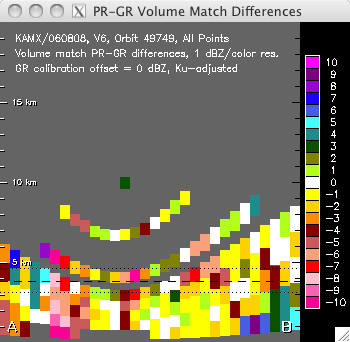 PR-GR Volume Match Differences
KAMX/060808, V6, Orbit 49749, All Points
Volume match PR-GR differences, 1 dBZ/color res.
GR calibration offset = 0 dBZ, Ku-adjusted
15 km
10 km
5 km
A
B
10
9
8
7
6
5
4
3
2
1
0
-1
-2
-3
-4
-5
-6
-7
-8
-9
-10